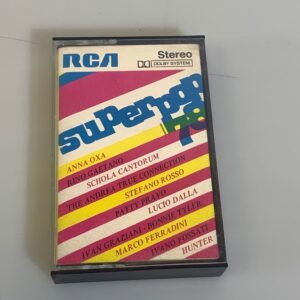 RCA
Stereo
DOLBY SYSTEM
superpop
78
ANNA OXA
RINO GAETANO
SCHOLA CANTORUM
THE ANDREA TRUE CONNECTION
STEFANO ROSSO
PATTY PRAVO
LUCIO DALLA
IVAN GRAZIANI - BONNIE TYLER
MARCO FERRADINI
IVANO FOSSATI
HUNTER